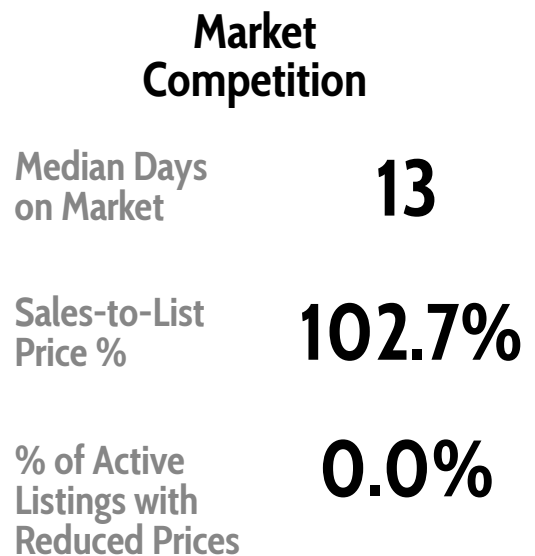 Market
Competition
Median Days
on Market
13
Sales-to-List
Price %
102.7%
% of Active
Listings with
Reduced Prices
0.0%